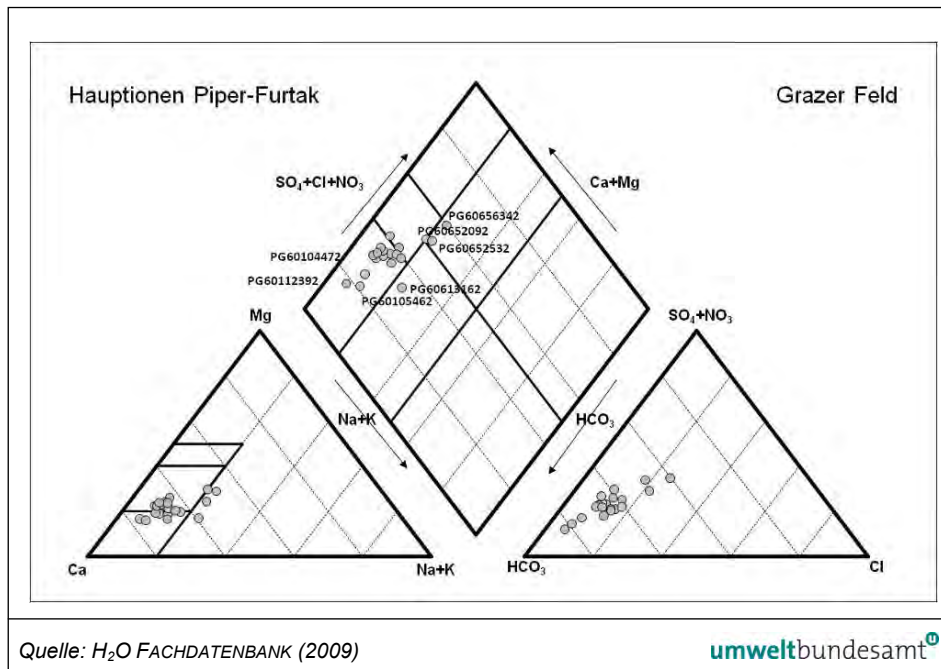 Hauptionen Piper-Furtak
Grazer Feld
SO₄+Cl+NO₃
Ca+Mg
PG60656342
PG60652092
PG60652532
PG60104472
PG60112392
PG60613162
PG60105462
Mg
SO₄+NO₃
Na+K
HCO₃
Ca
Na+K
HCO₃
Cl
Quelle: H₂O FACHDATENBANK (2009)
umweltbundesamt u